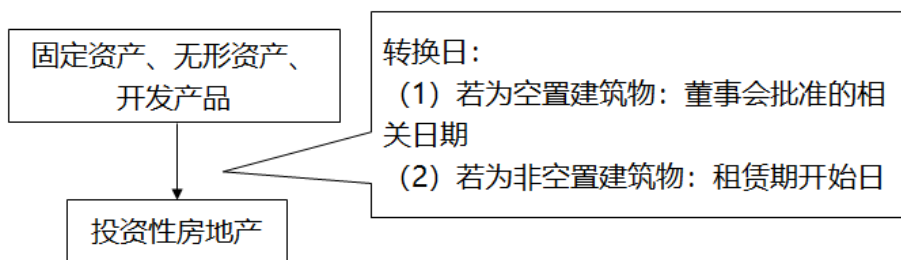 固定资产、无形资产、
开发产品
投资性房地产
转换日：
（1）若为空置建筑物：董事会批准的相
关日期
（2）若为非空置建筑物：租赁期开始日